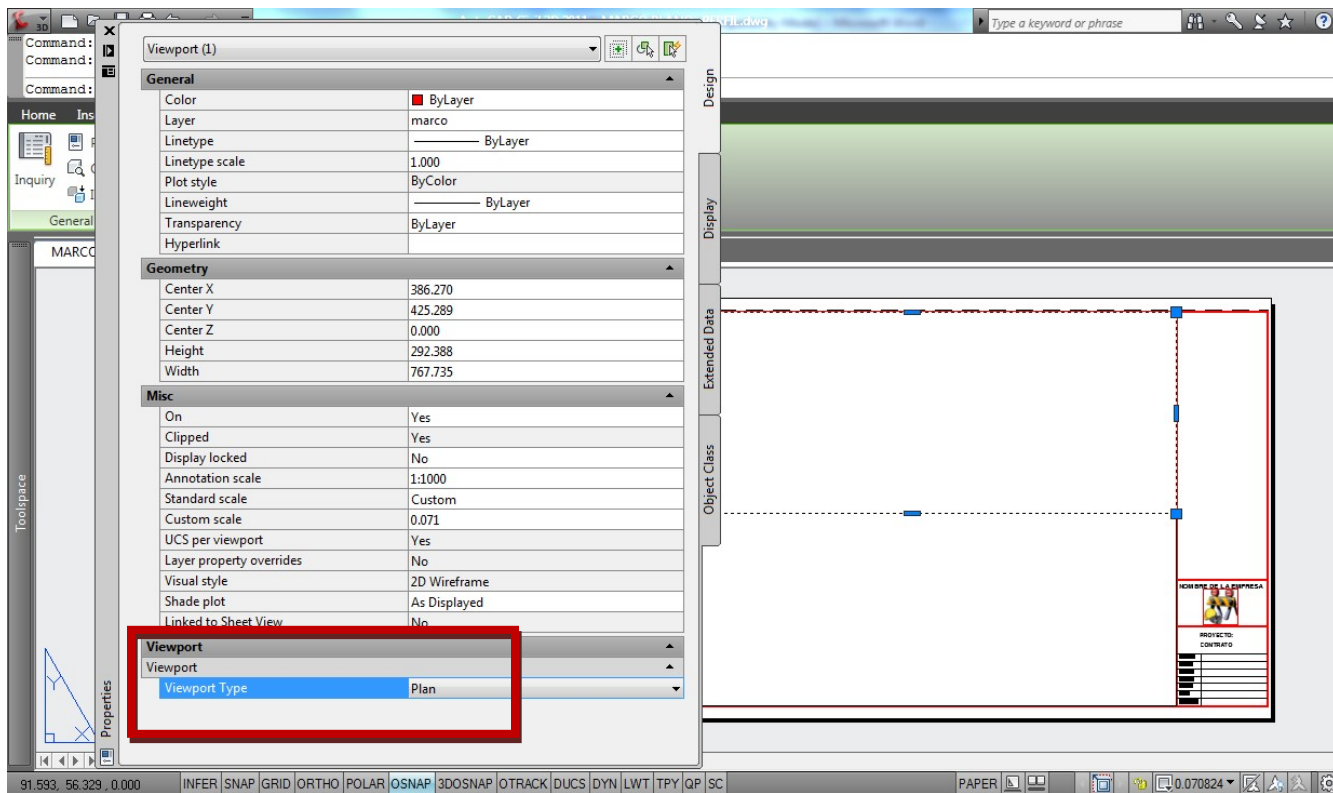 3D
Type a keyword or phrase
Command:
Command:
Command:
Home Ins
Inquiry
General
MARCO
Toolspace
Properties
Viewport (1)
General
Color ByLayer
Layer marco
Linetype ByLayer
Linetype scale 1.000
Plot style ByColor
Lineweight ByLayer
Transparency ByLayer
Hyperlink
Geometry
Center X 386.270
Center Y 425.289
Center Z 0.000
Height 292.388
Width 767.735
Misc
On Yes
Clipped Yes
Display locked No
Annotation scale 1:1000
Standard scale Custom
Custom scale 0.071
UCS per viewport Yes
Layer property overrides No
Visual style 2D Wireframe
Shade plot As Displayed
Linked to Sheet View No
Viewport
Viewport
Viewport Type Plan
Design
Display
Extended Data
Object Class
NOMBRE DE LA EMPRESA
PROYECTO:
CONTRATO
Y
X
91.593, 56.329, 0.000 INFER SNAP GRID ORTHO POLAR OSNAP 3DOSNAP OTRACK DUCS DYN LWT TPY QP SC PAPER 0.070824